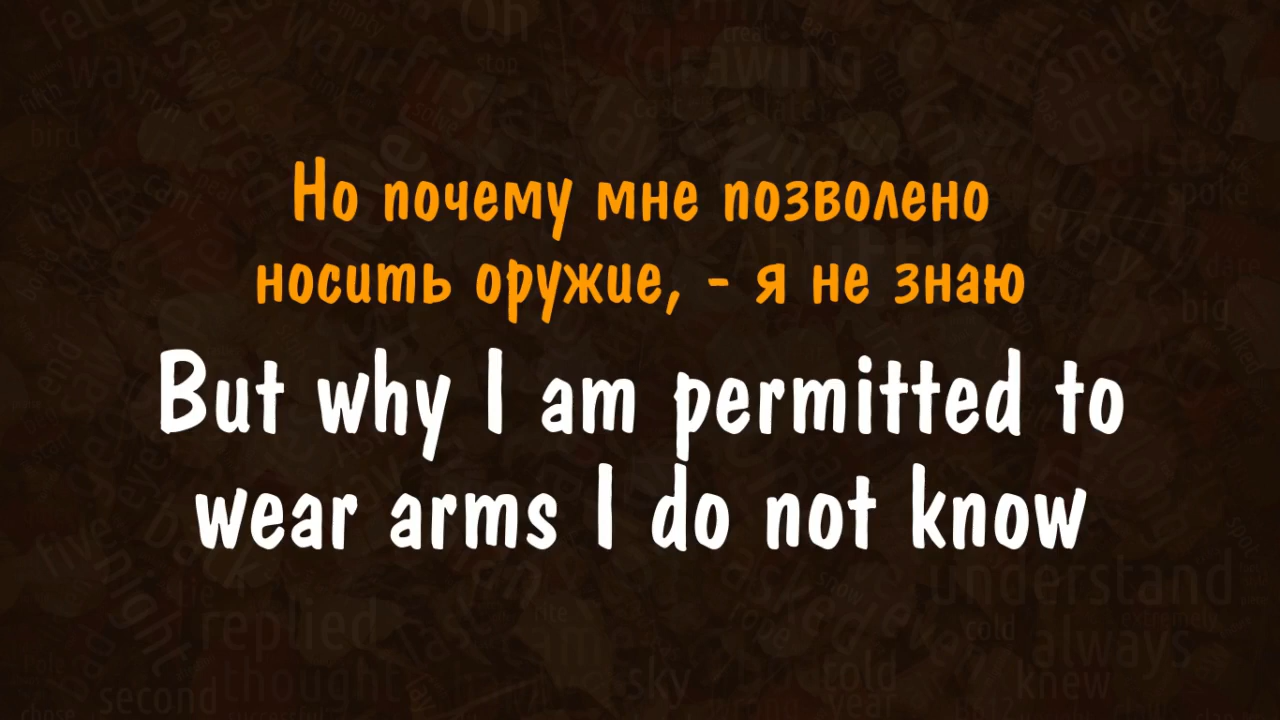 Но почему мне позволено
носить оружие, - я не знаю
But why I am permitted to
wear arms I do not know